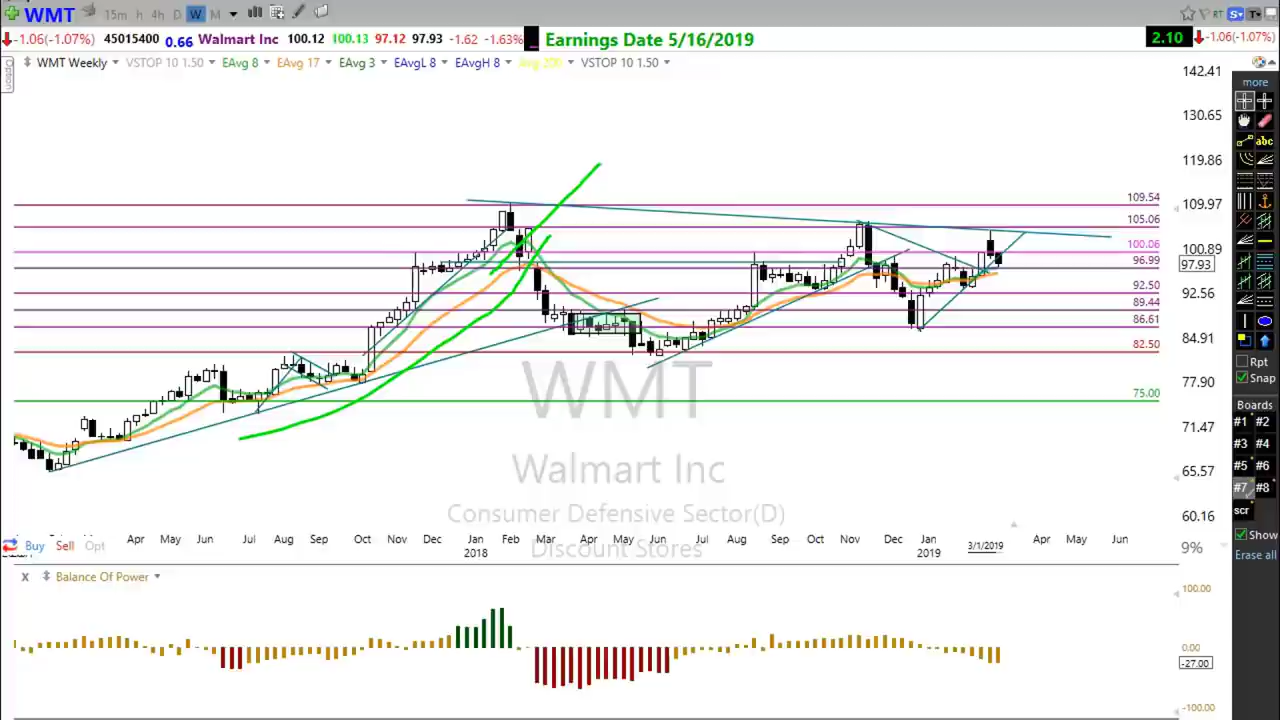 WMT 15m h 4h D W M RT S T
-1.06(-1.07%) 45015400 0.66 Walmart Inc 100.12 100.13 97.12 97.93 -1.62 -1.63% Earnings Date 5/16/2019 2.10 -1.06(-1.07%)
Option
WMT Weekly VSTOP 10 1.50 EAvg 8 EAvg 17 EAvg 3 EAvgL 8 EAvgH 8 Avg 200 VSTOP 10 1.50
142.41
130.65
119.86
109.97
100.89
97.93
92.56
84.91
77.90
71.47
65.57
60.16
9%
109.54
105.06
100.06
96.99
92.50
89.44
86.61
82.50
75.00
WMT
Walmart Inc
Consumer Defensive Sector(D)
Discount Stores
Apr May Jun Jul Aug Sep Oct Nov Dec Jan Feb Mar Apr May Jun Jul Aug Sep Oct Nov Dec Jan 3/1/2019 Apr May Jun
2018 2019
Buy Sell Opt
X Balance Of Power
100.00
0.00
-27.00
-100.00
more
abc
Rpt
Snap
Boards
#1 #2
#3 #4
#5 #6
#7 #8
scr
Show
Erase all